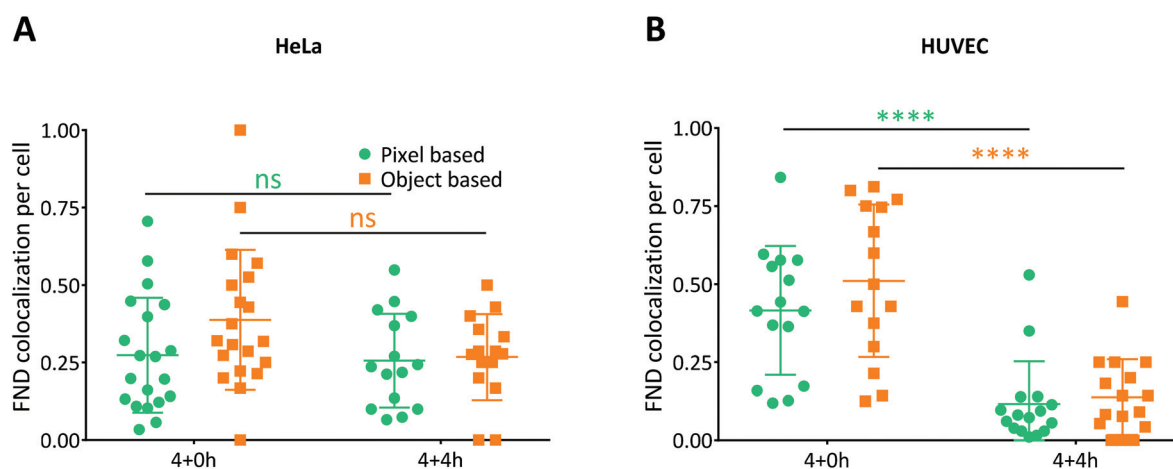 A
HeLa
FND colocalization per cell
1.00
0.75
0.50
0.25
0.00
Pixel based
Object based
ns
ns
4+0h
4+4h
B
HUVEC
FND colocalization per cell
1.00
0.75
0.50
0.25
0.00
****
****
4+0h
4+4h